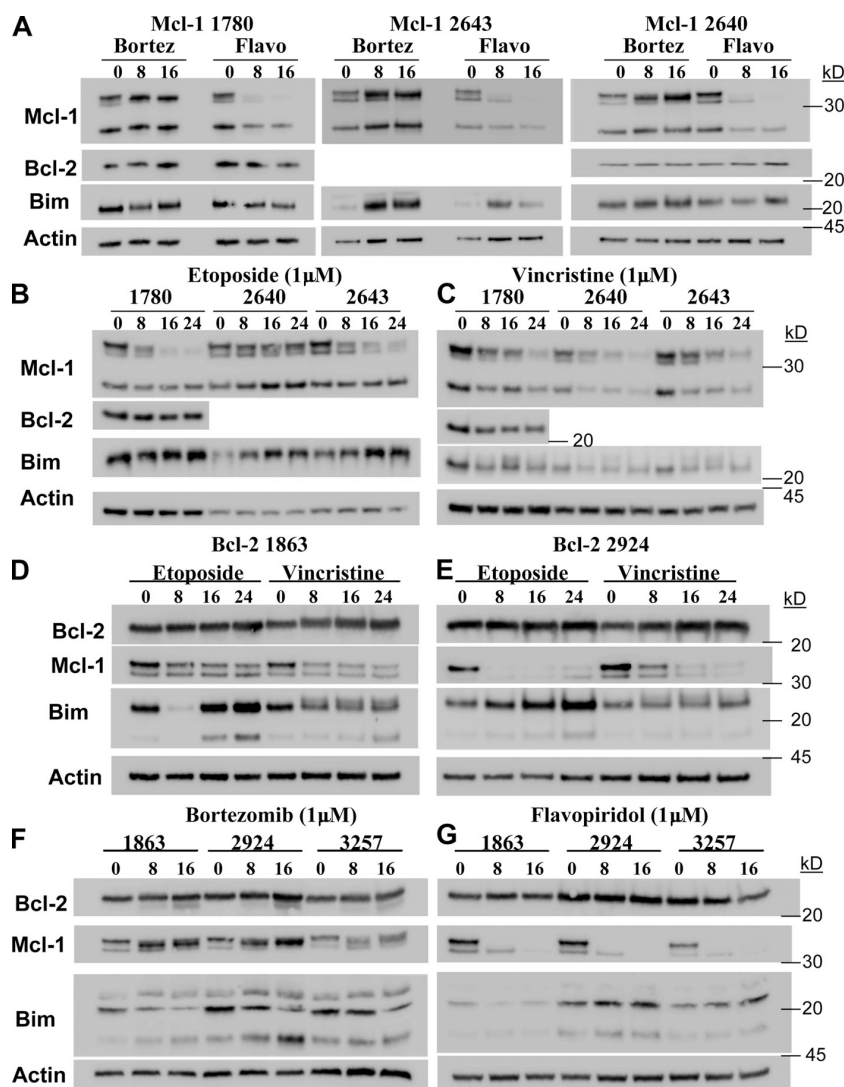 A
Mcl-1 1780 Mcl-1 2643 Mcl-1 2640
Bortez Flavo Bortez Flavo Bortez Flavo
0 8 16 0 8 16 0 8 16 0 8 16 0 8 16 0 8 16 kD
Mcl-1 30
Bcl-2 20
Bim 20
45
Actin
Etoposide (1μM) Vincristine (1μM)
B 1780 2640 2643 C 1780 2640 2643
0 8 16 24 0 8 16 24 0 8 16 24 0 8 16 24 0 8 16 24 0 8 16 24 kD
Mcl-1 30
Bcl-2 20
Bim 20
Actin 45
Bcl-2 1863 Bcl-2 2924
D Etoposide Vincristine E Etoposide Vincristine
0 8 16 24 0 8 16 24 0 8 16 24 0 8 16 24 kD
Bcl-2 20
Mcl-1 30
Bim 20
45
Actin
Bortezomib (1μM) Flavopiridol (1μM)
F 1863 2924 3257 G 1863 2924 3257
0 8 16 0 8 16 0 8 16 0 8 16 0 8 16 0 8 16 kD
Bcl-2 20
Mcl-1 30
Bim 20
45
Actin